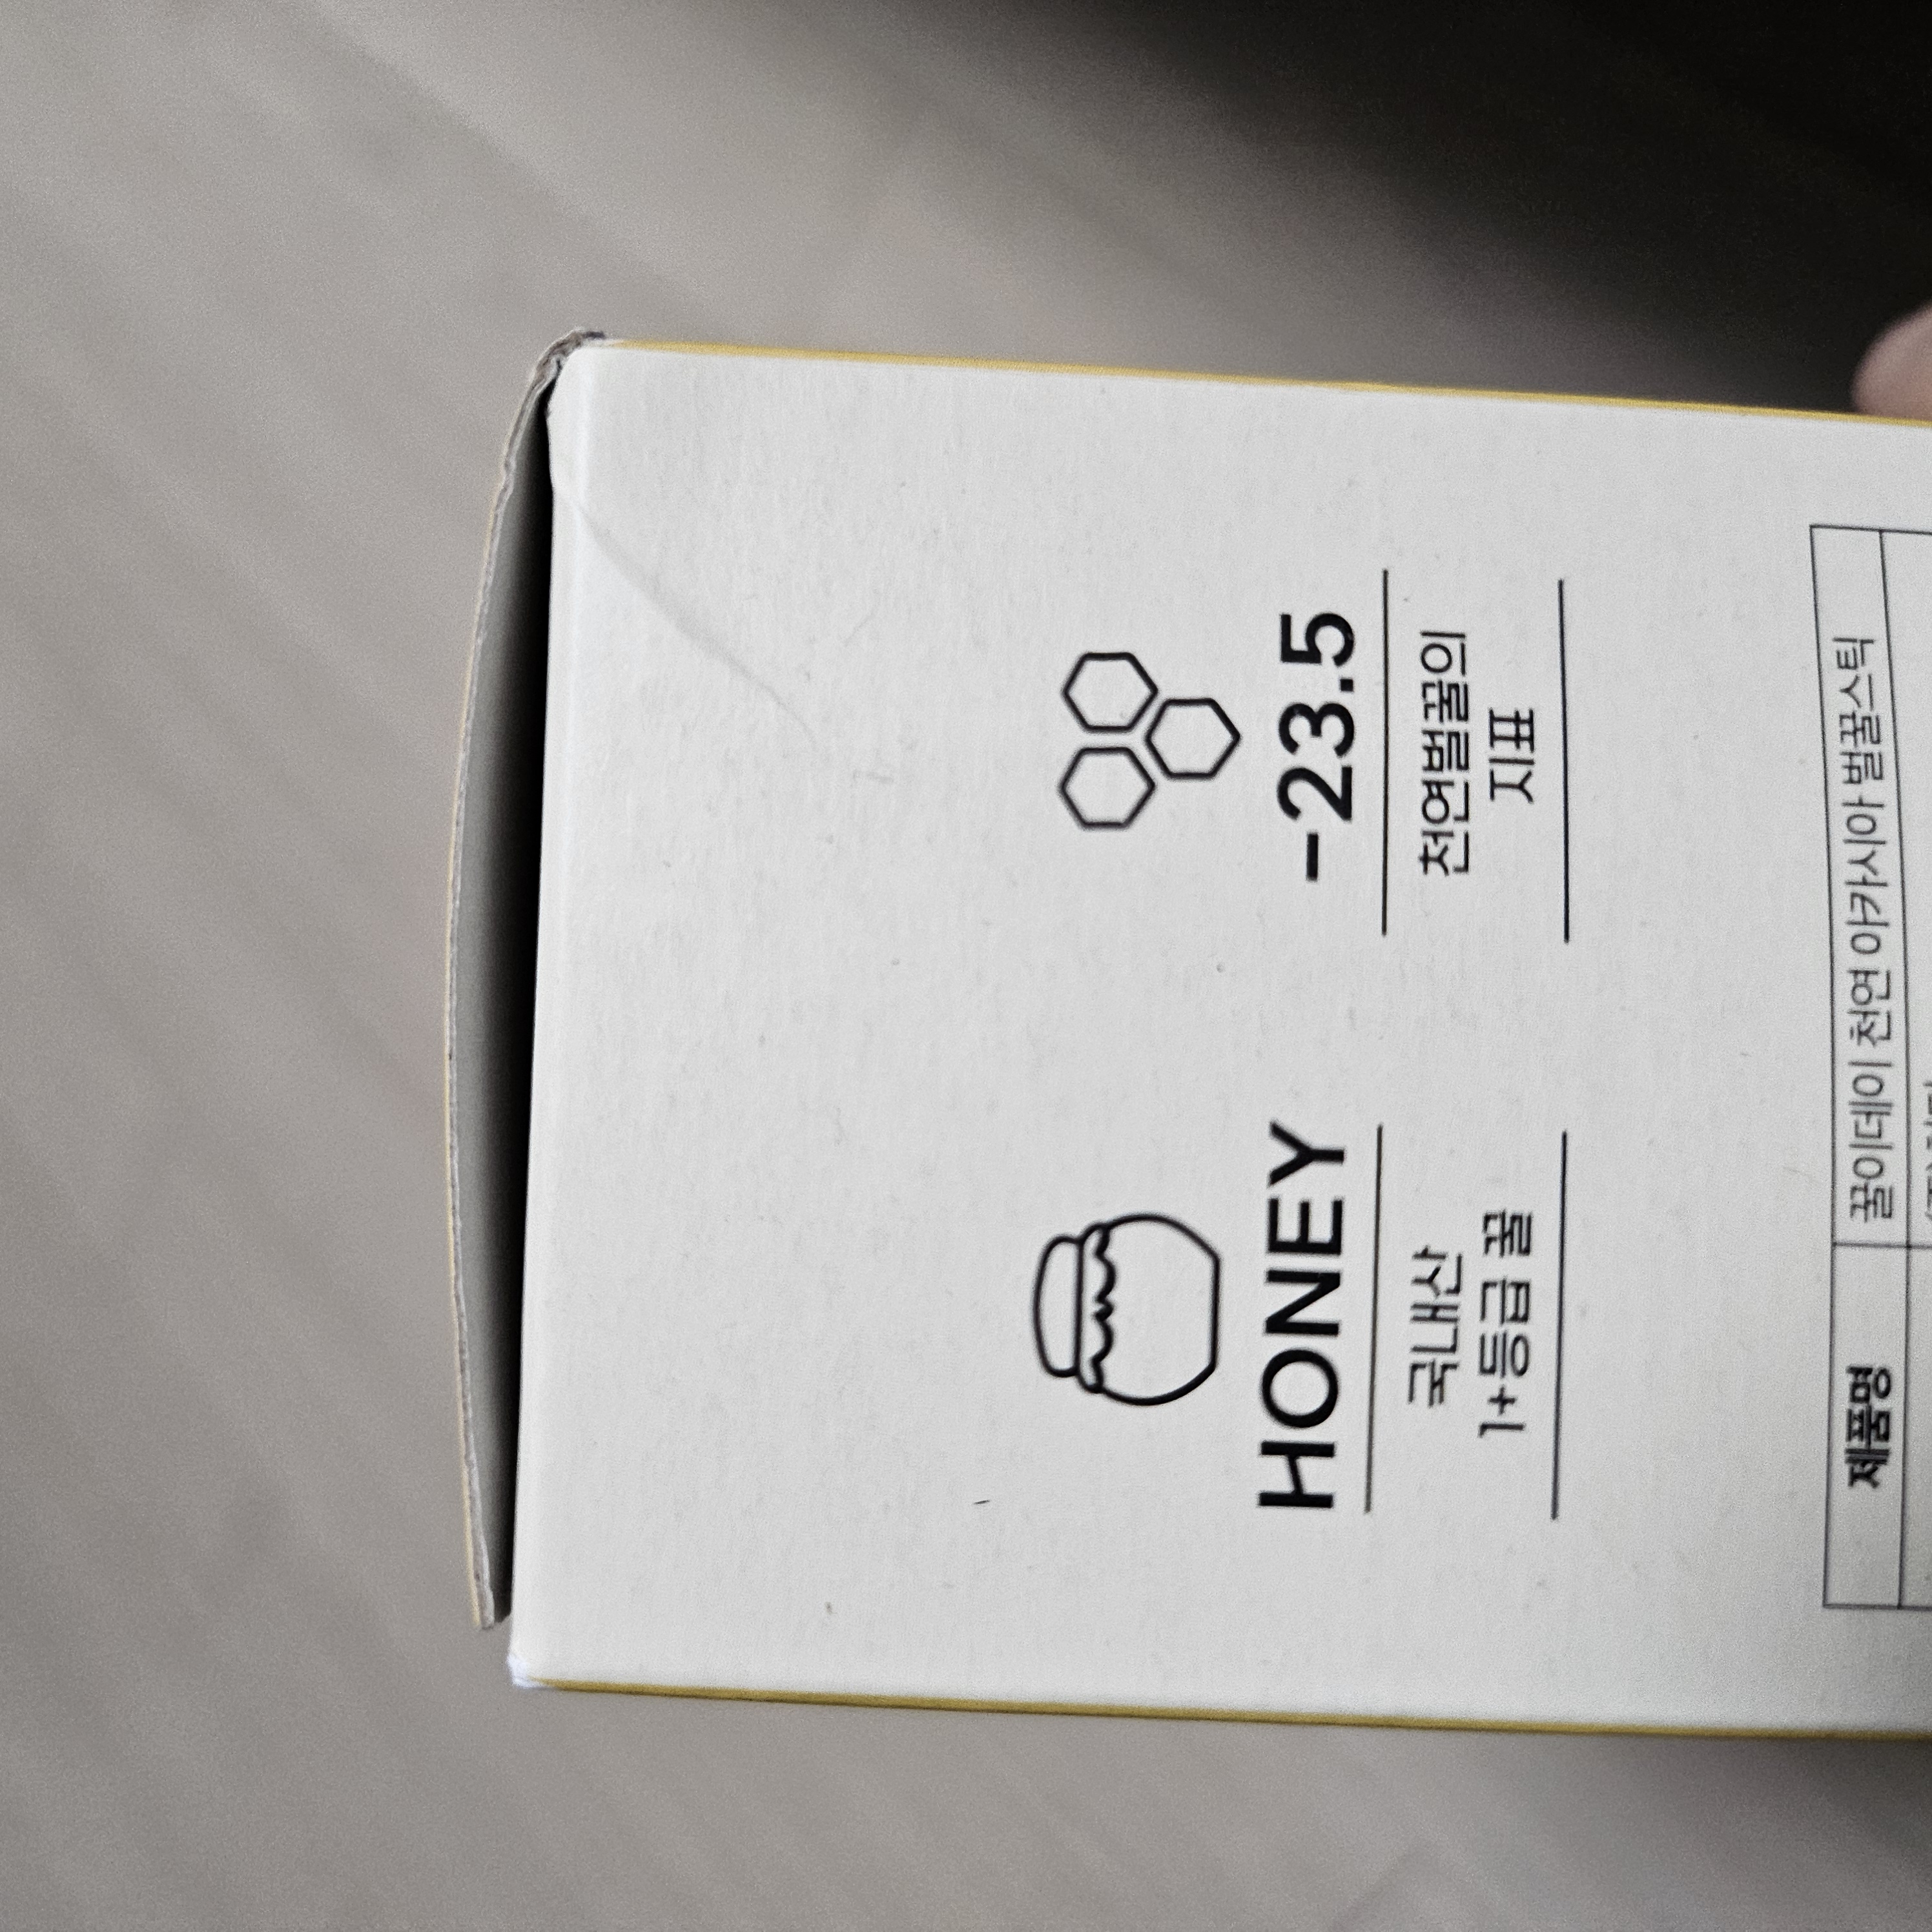 HONEY
국내산
1+등급 꿀
-23.5
천연벌꿀의
지표
제품명
꿀이데이 천연 아카시아 벌꿀스틱